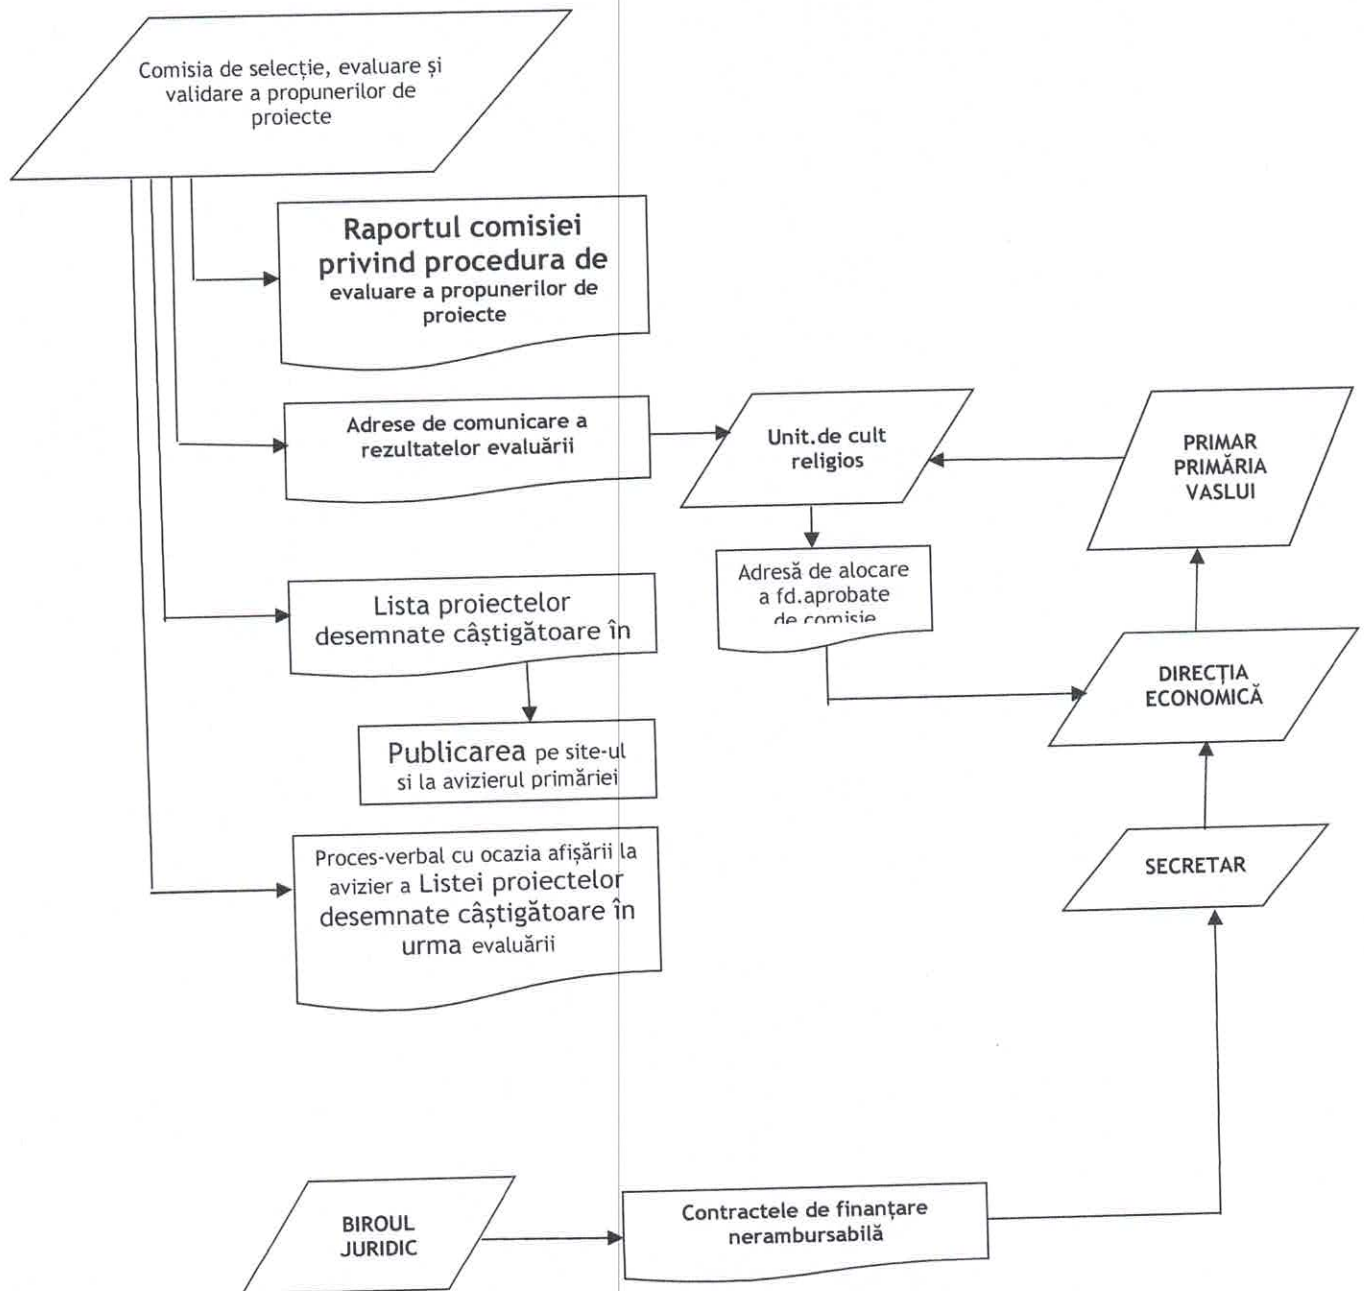 Comisia de selecție, evaluare și
validare a propunerilor de
proiecte
Raportul comisiei
privind procedura de
evaluare a propunerilor de
proiecte
Adrese de comunicare a
rezultatelor evaluării
Unit.de cult
religios
PRIMAR
PRIMĂRIA
VASLUI
Adresă de alocare
a fd.aprobate
de comisie
Lista proiectelor
desemnate câștigătoare în
DIRECȚIA
ECONOMICĂ
Publicarea pe site-ul
si la avizierul primăriei
Proces-verbal cu ocazia afișării la
avizier a Listei proiectelor
desemnate câștigătoare în
urma evaluării
SECRETAR
BIROUL
JURIDIC
Contractele de finanțare
nerambursabilă